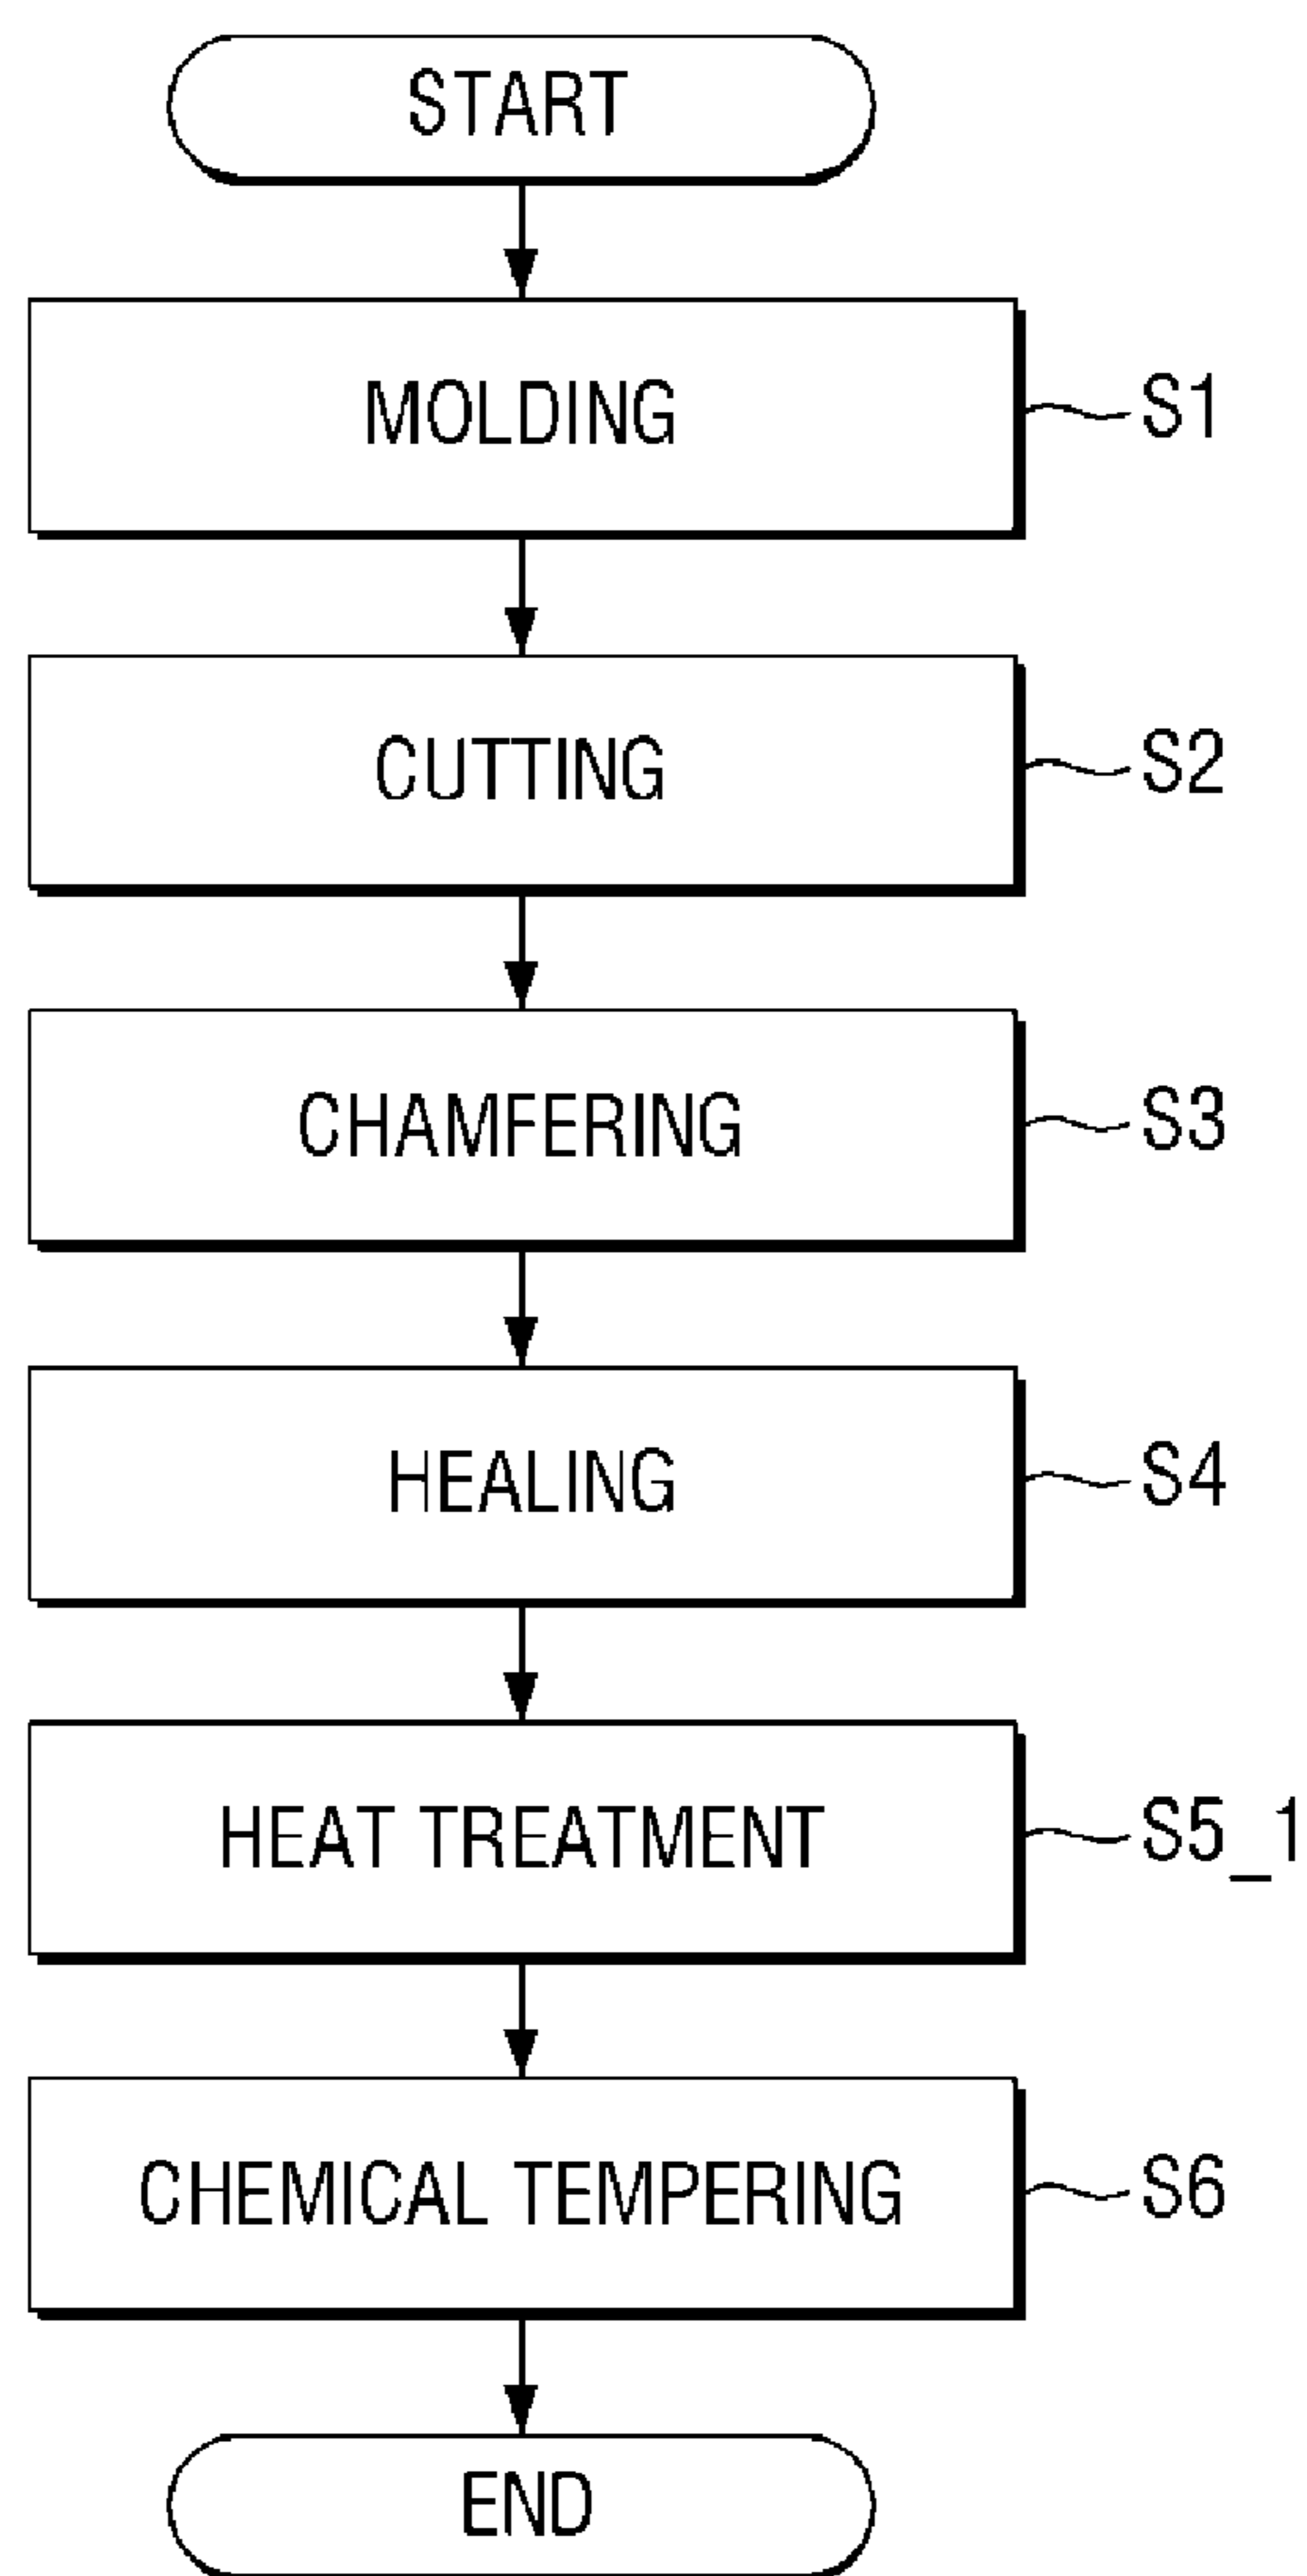 START
MOLDING S1
CUTTING S2
CHAMFERING S3
HEALING S4
HEAT TREATMENT S5_1
CHEMICAL TEMPERING S6
END